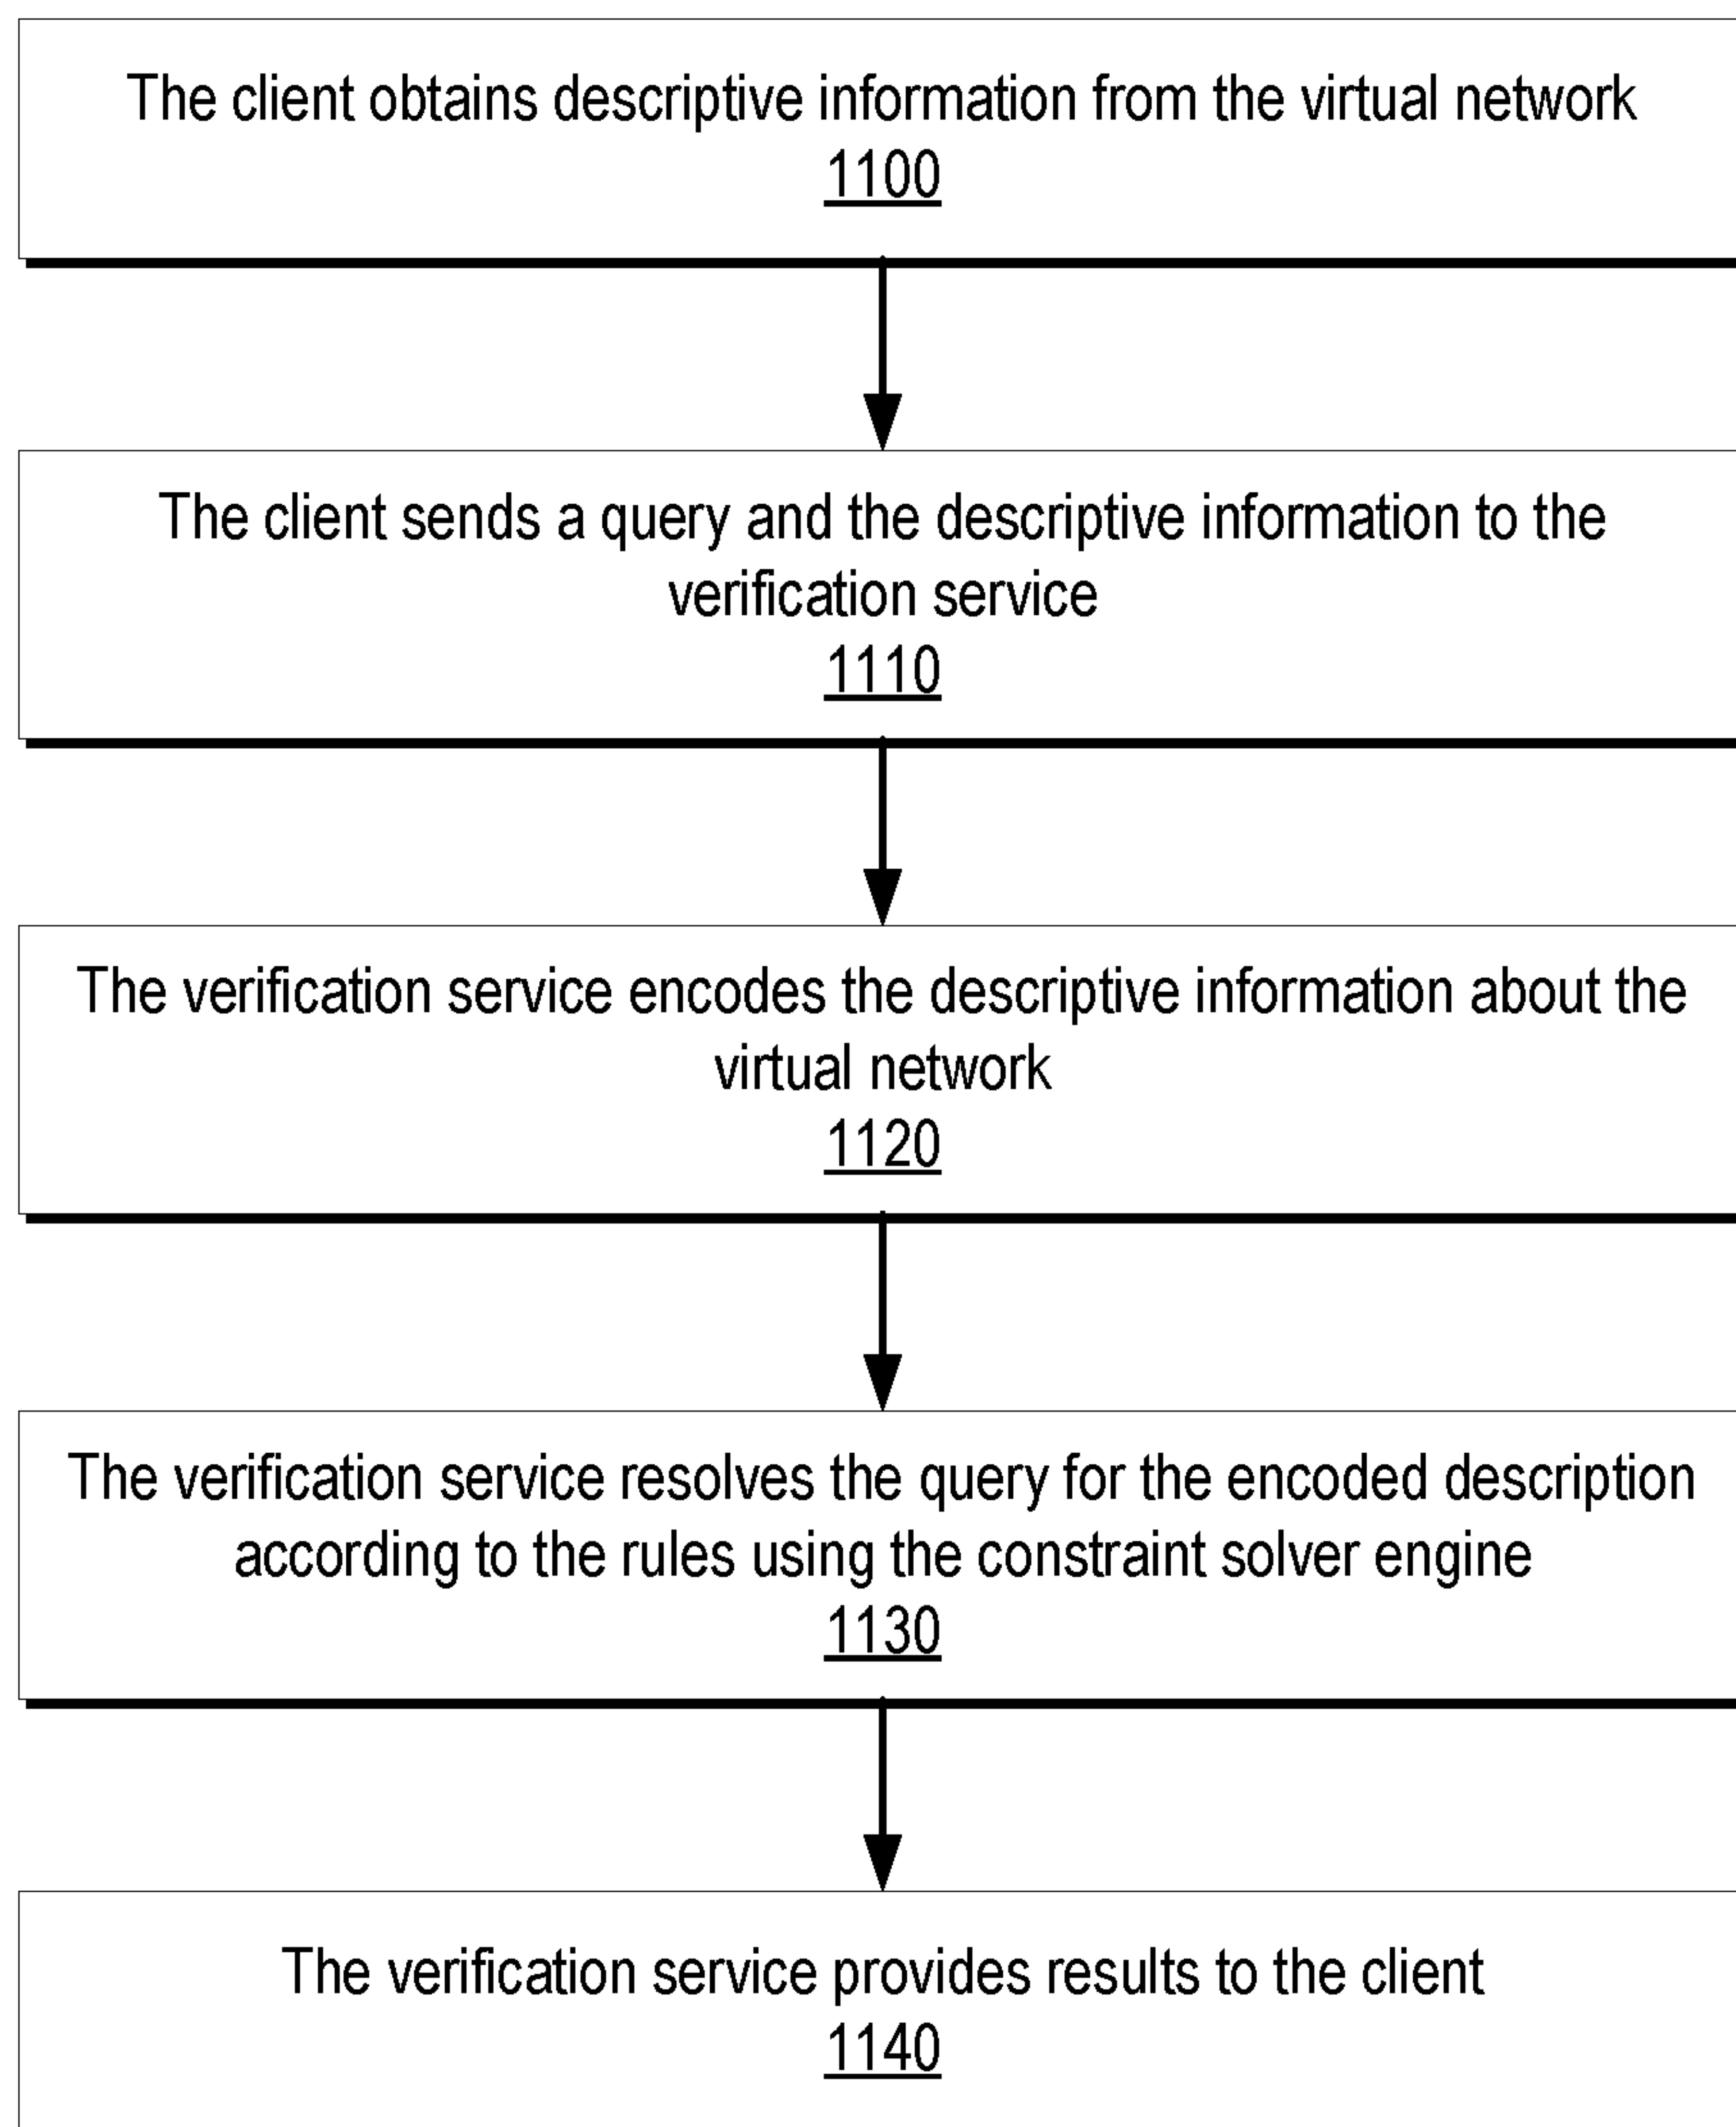 The client obtains descriptive information from the virtual network
1100
The client sends a query and the descriptive information to the
verification service
1110
The verification service encodes the descriptive information about the
virtual network
1120
The verification service resolves the query for the encoded description
according to the rules using the constraint solver engine
1130
The verification service provides results to the client
1140